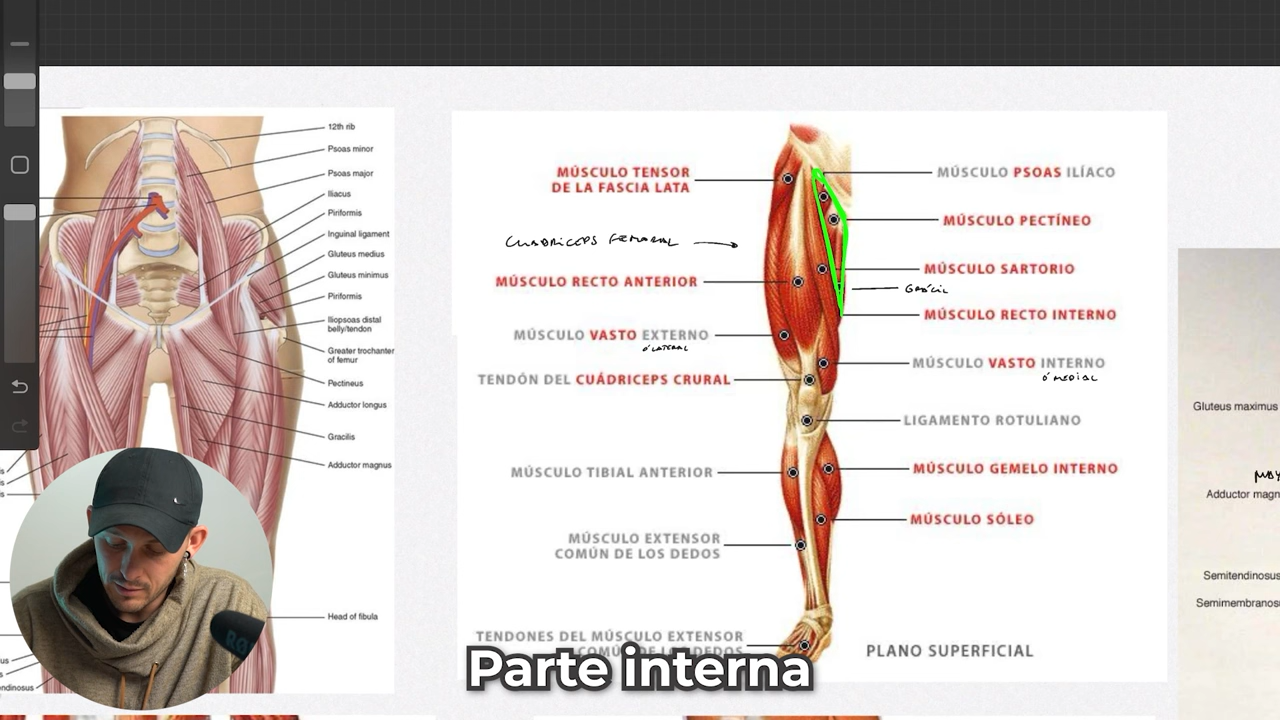 12th rib
Psoas minor
Psoas major
Iliacus
Piriformis
Inguinal ligament
Gluteus medius
Gluteus minimus
Piriformis
Iliopsoas distal
belly/tendon
Greater trochanter
of femur
Pectineus
Adductor longus
Gracilis
Adductor magnus
Head of fibula
MÚSCULO TENSOR
DE LA FASCIA LATA
CUADRICEPS FEMORAL
MÚSCULO RECTO ANTERIOR
MÚSCULO VASTO EXTERNO
Ó LATERAL
TENDÓN DEL CUÁDRICEPS CRURAL
MÚSCULO TIBIAL ANTERIOR
MÚSCULO EXTENSOR
COMÚN DE LOS DEDOS
TENDONES DEL MÚSCULO EXTENSOR
COMÚN DE LOS DEDOS
MÚSCULO PSOAS ILÍACO
MÚSCULO PECTÍNEO
MÚSCULO SARTORIO
GRÁCIL
MÚSCULO RECTO INTERNO
MÚSCULO VASTO INTERNO
Ó MEDIAL
LIGAMENTO ROTULIANO
MÚSCULO GEMELO INTERNO
MÚSCULO SÓLEO
PLANO SUPERFICIAL
Gluteus maximus
Adductor magn
Semitendinosus
Semimembranosu
Parte interna